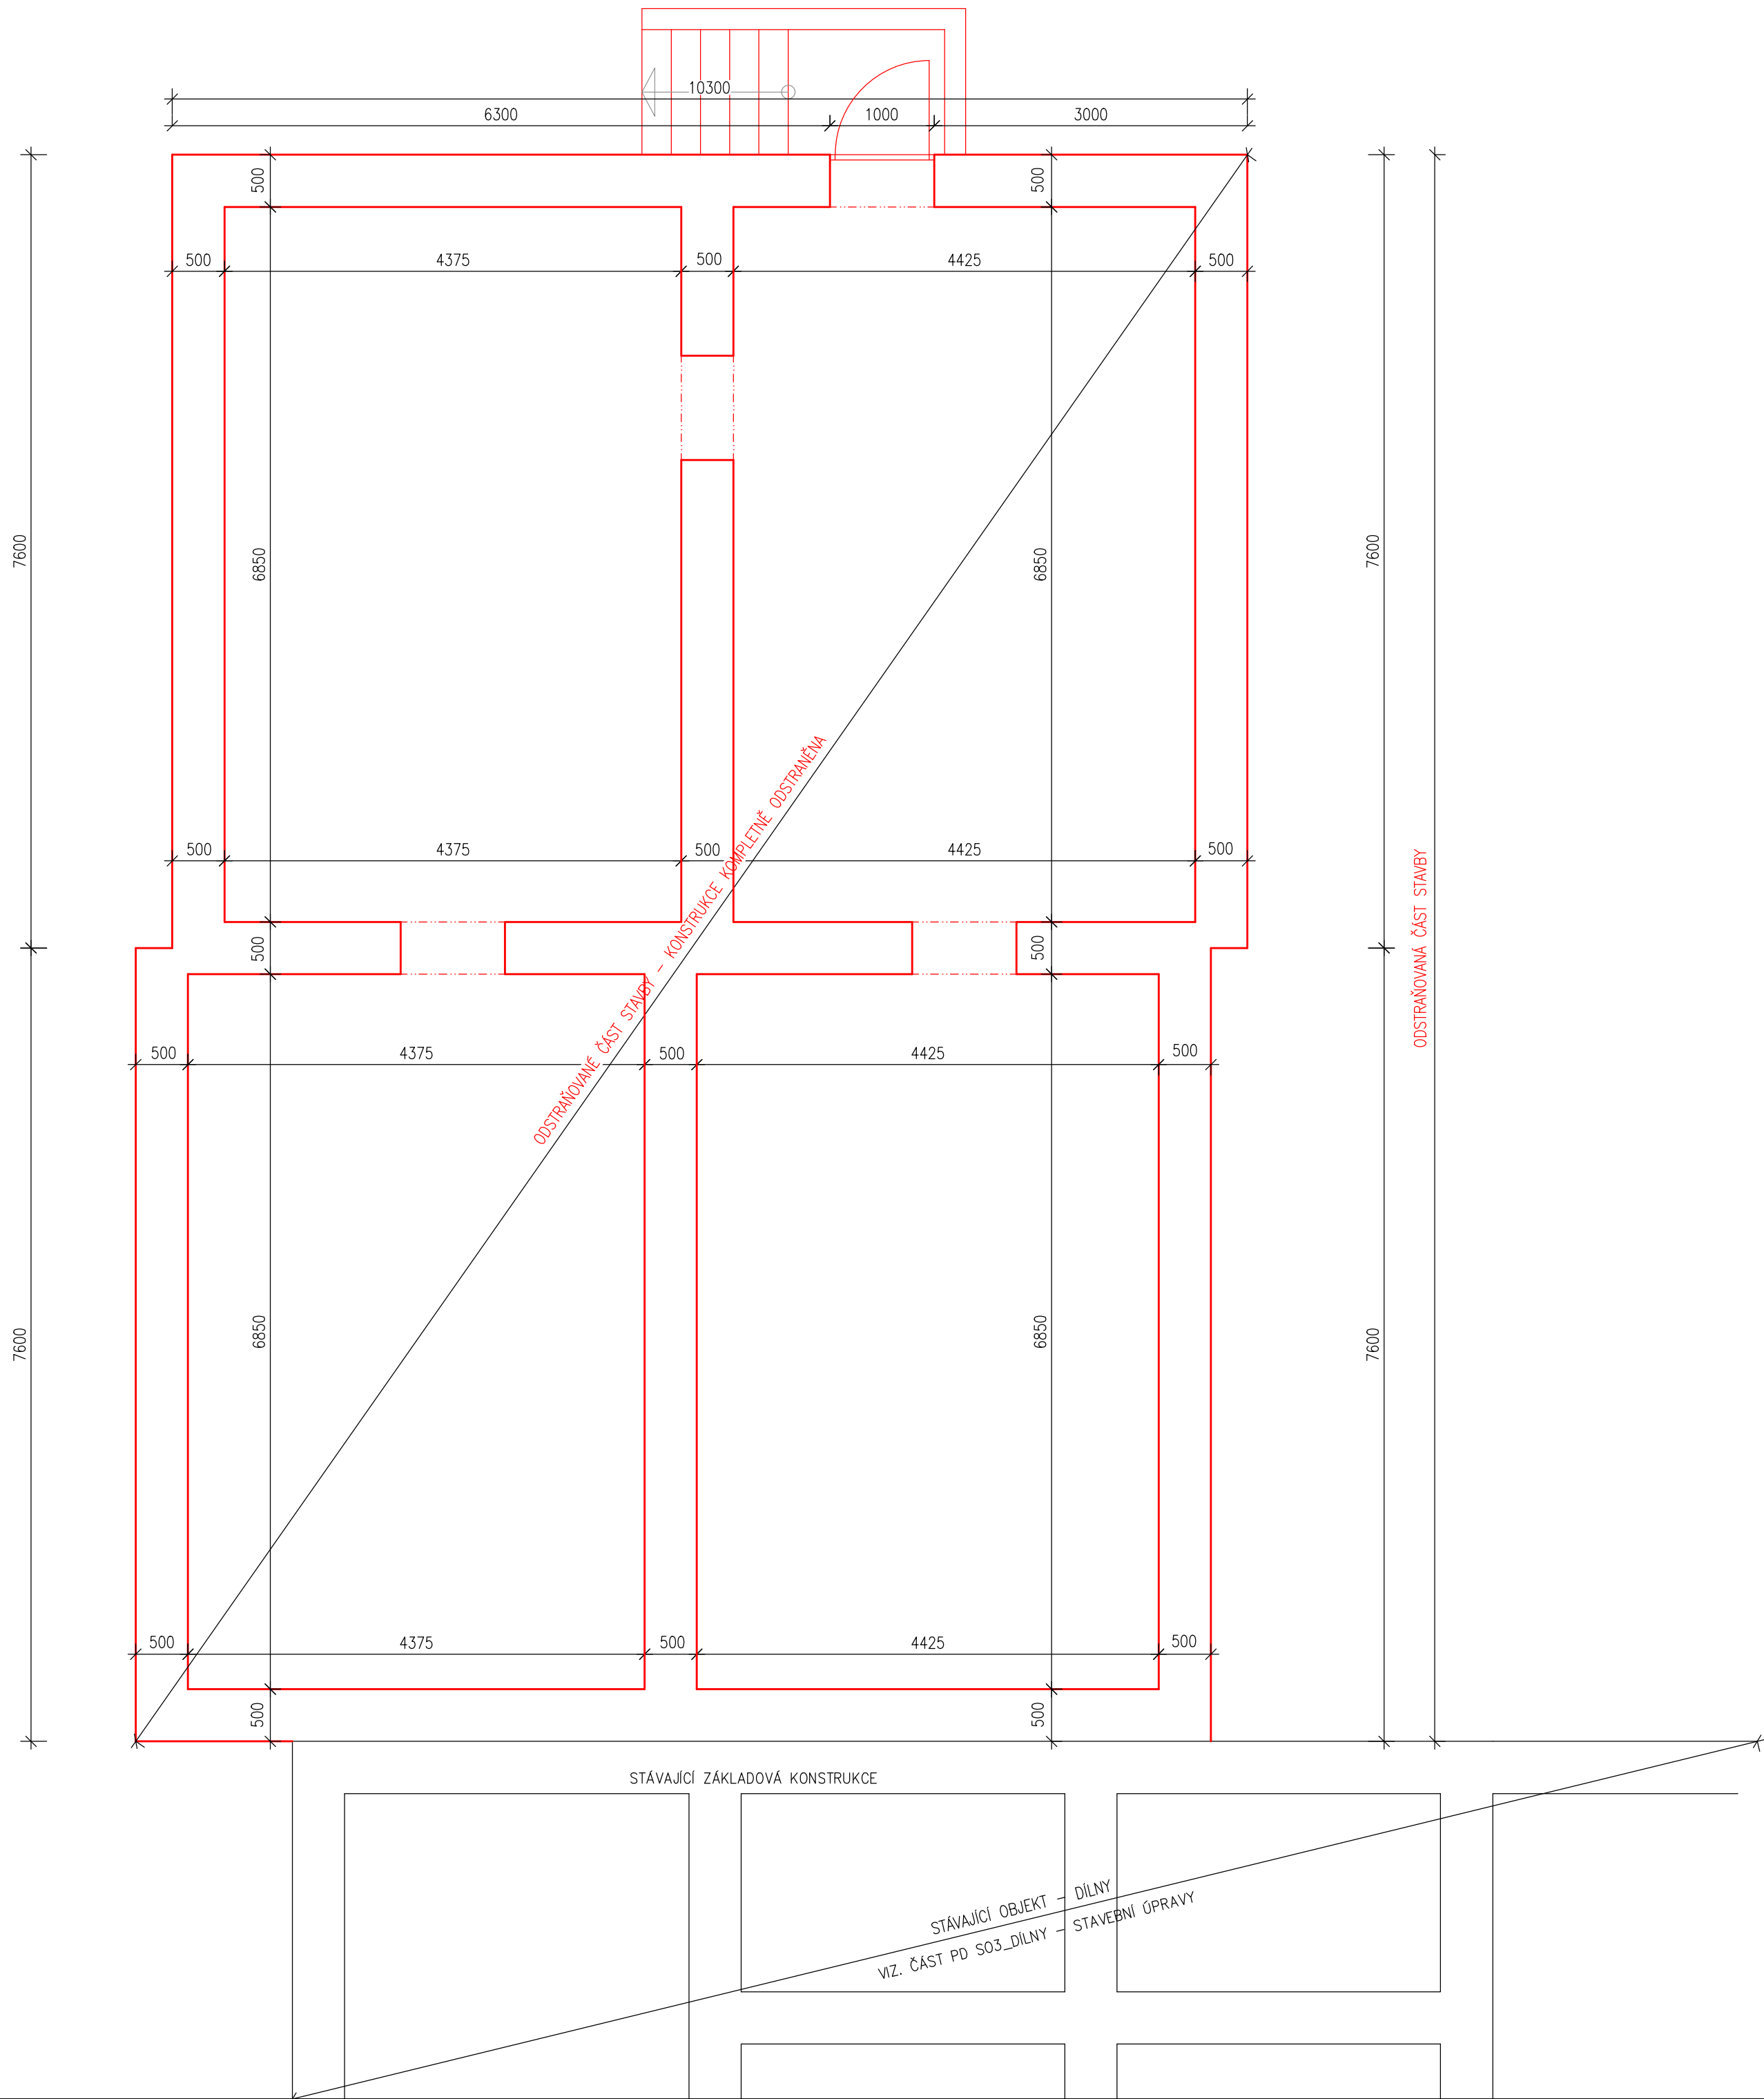 10300
6300 1000 3000
500 500
500 4375 500 4425 500
7600 6850 6850 7600
500 4375 500 4425 500
ODSTRAŇOVANÉ ČÁST STAVBY – KONSTRUKCE KOMPLETNĚ ODSTRANĚNA
ODSTRAŇOVANÁ ČÁST STAVBY
500 500
500 4375 500 4425 500
7600 6850 6850 7600
500 4375 500 4425 500
500 500
STÁVAJÍCÍ ZÁKLADOVÁ KONSTRUKCE
STÁVAJÍCÍ OBJEKT – DÍLNY
VIZ. ČÁST PD SO3_DÍLNY – STAVEBNÍ ÚPRAVY